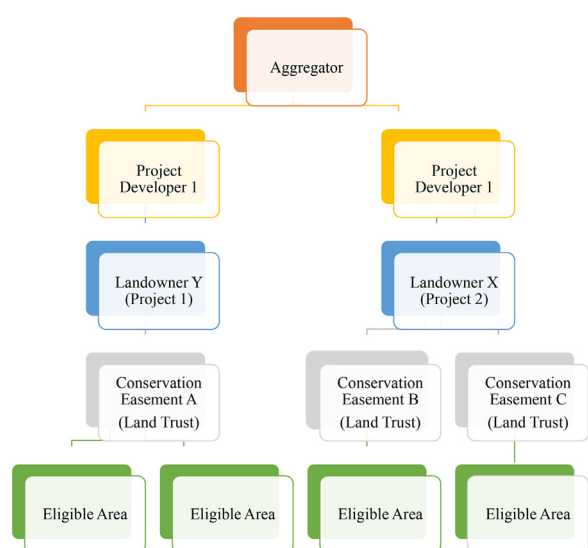 Aggregator
Project
Developer 1
Project
Developer 1
Landowner Y
(Project 1)
Landowner X
(Project 2)
Conservation
Easement A
(Land Trust)
Conservation
Easement B
(Land Trust)
Conservation
Easement C
(Land Trust)
Eligible Area
Eligible Area
Eligible Area
Eligible Area